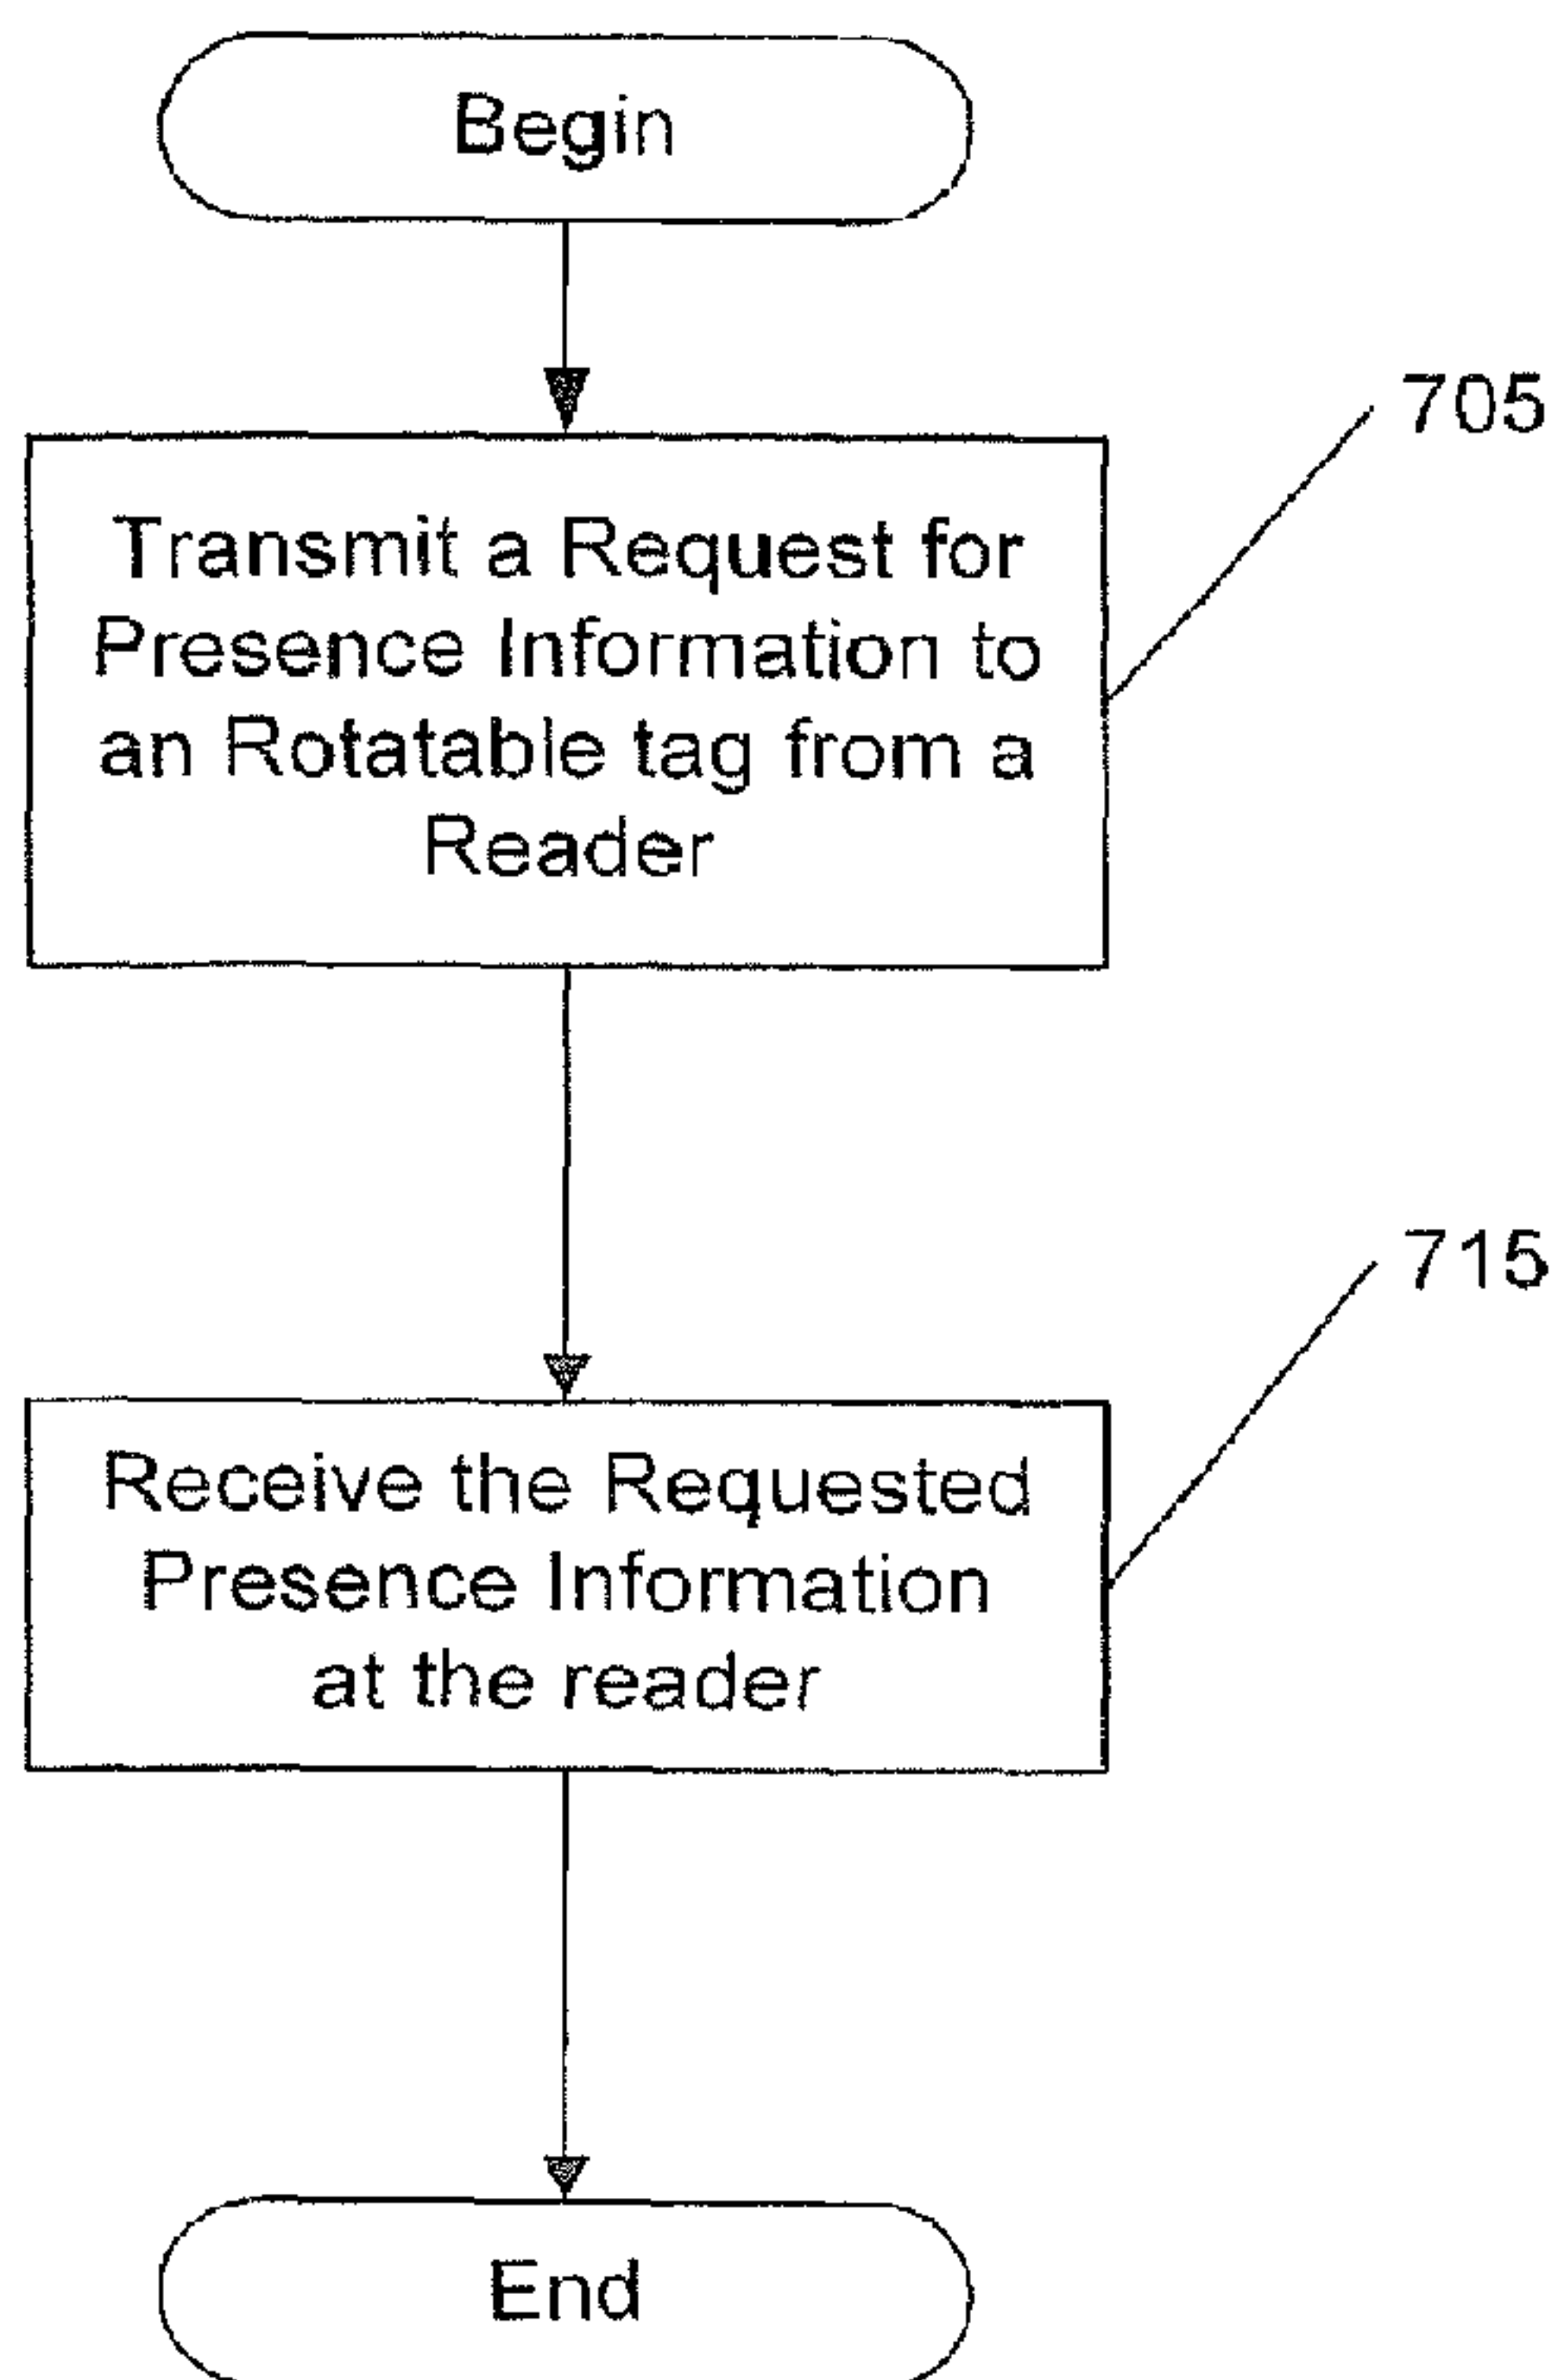 Begin
705
Transmit a Request for
Presence Information to
an Rotatable tag from a
Reader
715
Receive the Requested
Presence Information
at the reader
End